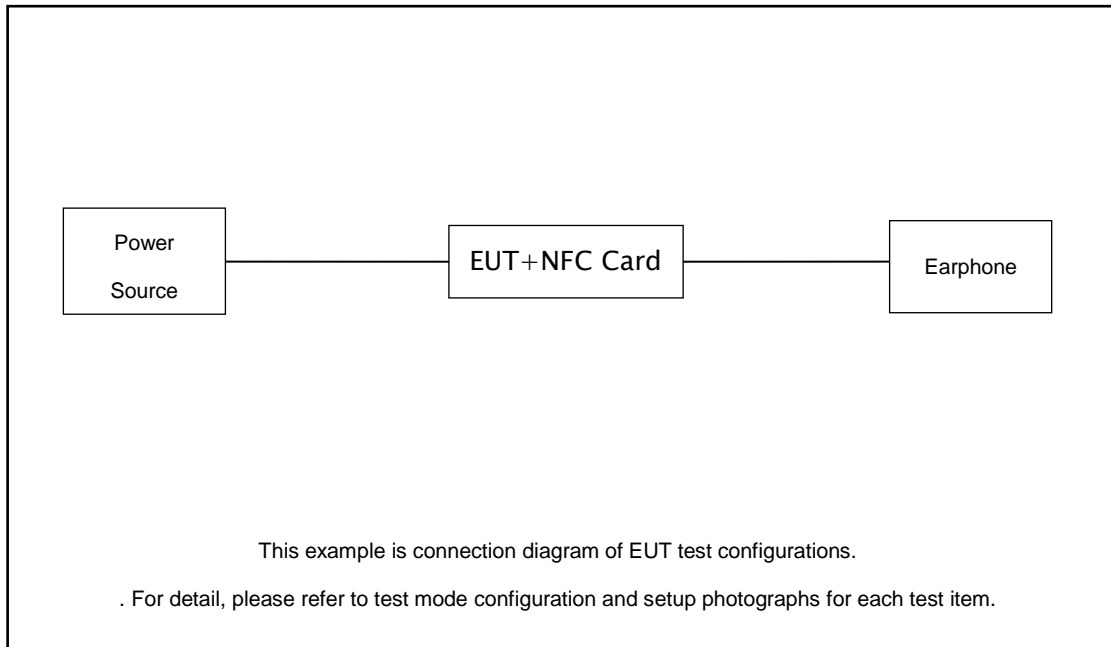 Power
Source
EUT+NFC Card
Earphone
This example is connection diagram of EUT test configurations.
. For detail, please refer to test mode configuration and setup photographs for each test item.